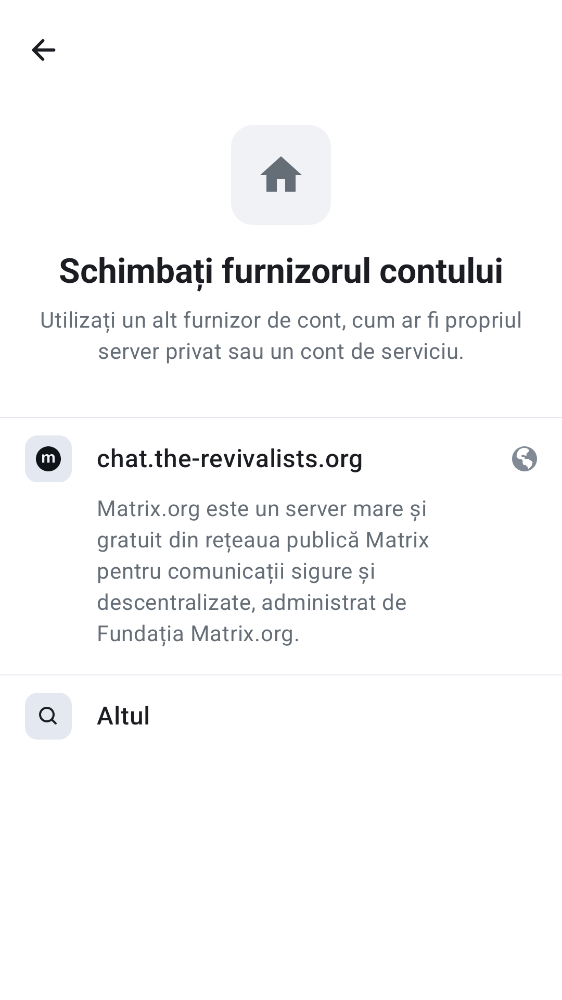 Schimbați furnizorul contului
Utilizați un alt furnizor de cont, cum ar fi propriul
server privat sau un cont de serviciu.
m
chat.the-revivalists.org
Matrix.org este un server mare și
gratuit din rețeaua publică Matrix
pentru comunicații sigure și
descentralizate, administrat de
Fundația Matrix.org.
Altul